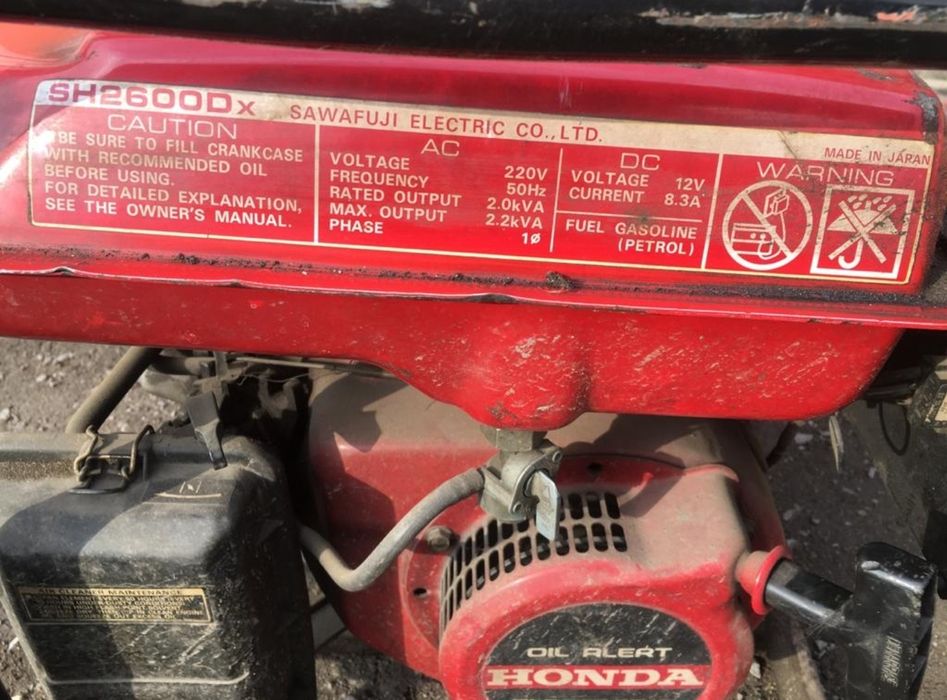 SH2600Dx SAWAFUJI ELECTRIC CO.,LTD.
MADE IN JAPAN
CAUTION
BE SURE TO FILL CRANKCASE
WITH RECOMMENDED OIL
BEFORE USING.
FOR DETAILED EXPLANATION,
SEE THE OWNER'S MANUAL.
AC
VOLTAGE 220V
FREQUENCY 50Hz
RATED OUTPUT 2.0kVA
MAX. OUTPUT 2.2kVA
PHASE 1ø
DC
VOLTAGE 12V
CURRENT 8.3A
FUEL GASOLINE
(PETROL)
WARNING
AIR CLEANER MAINTENANCE
OIL ALERT
HONDA